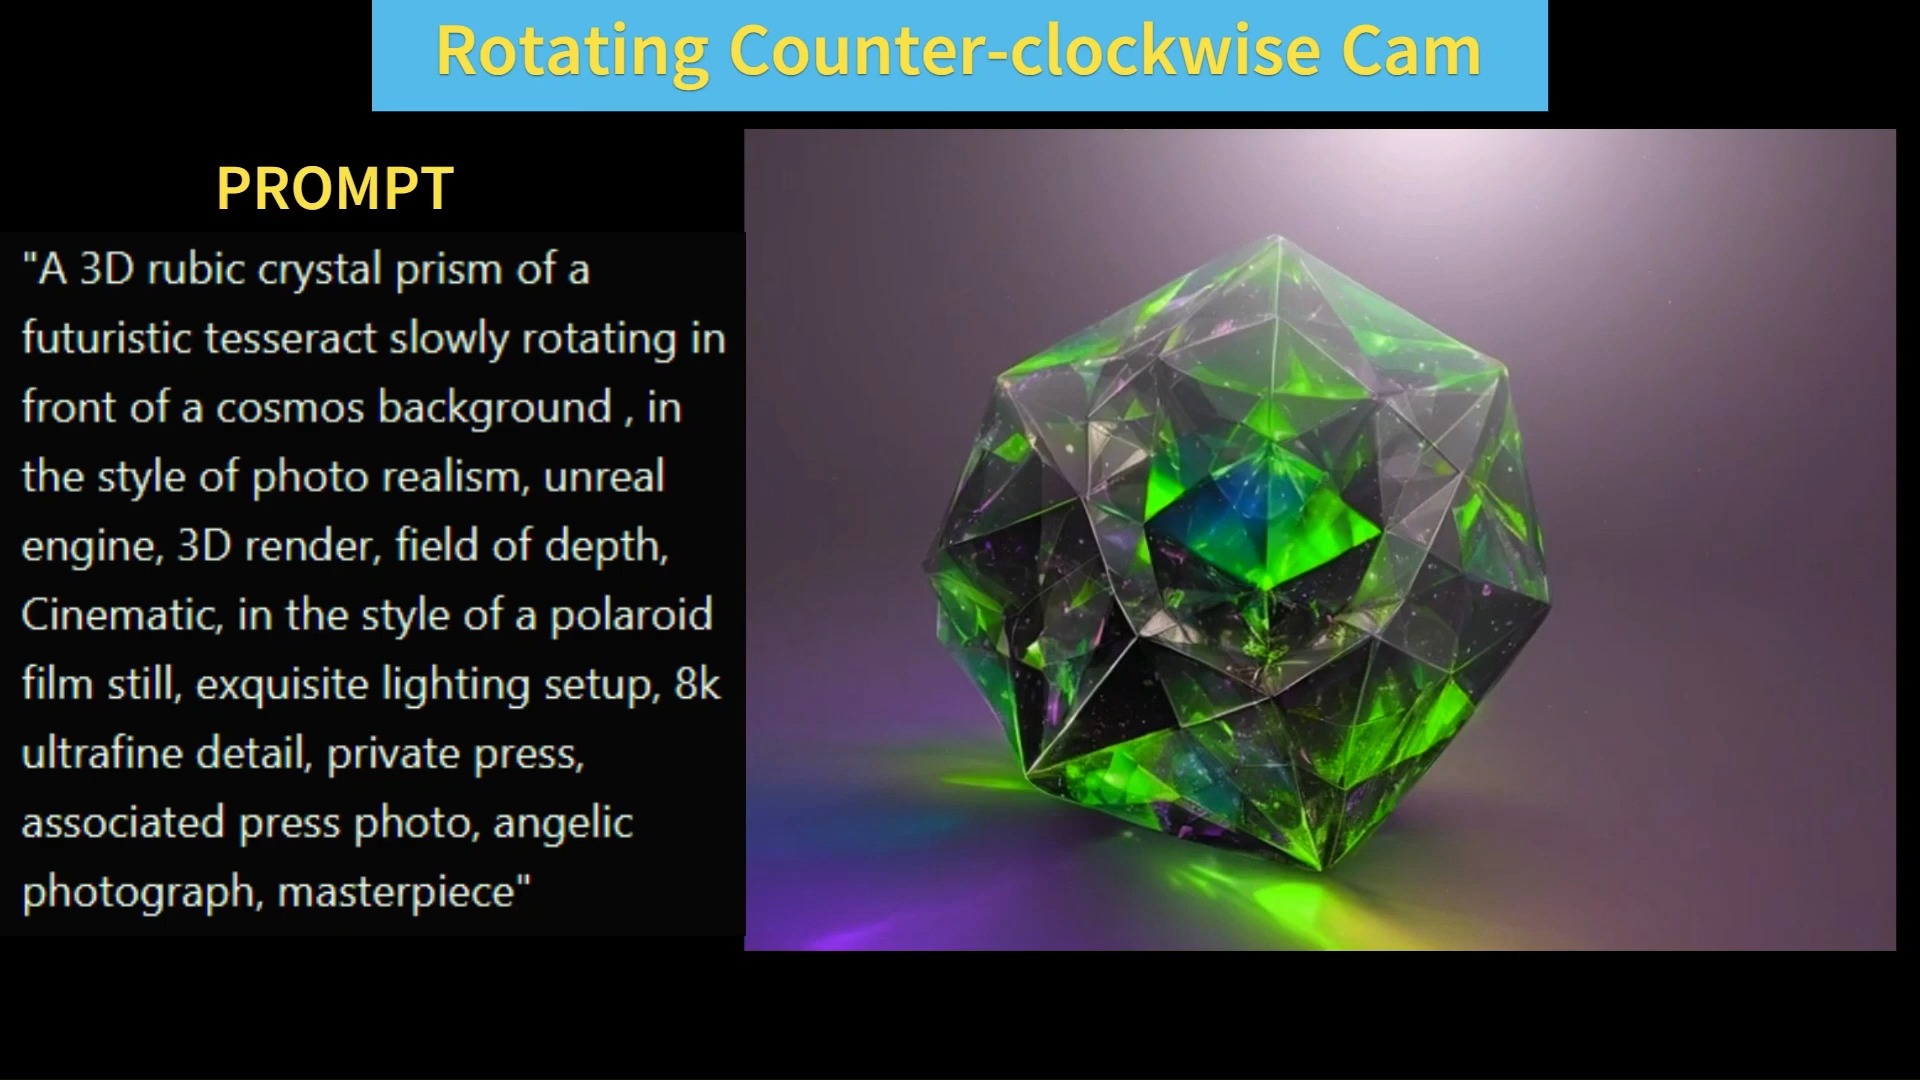 Rotating Counter-clockwise Cam
PROMPT
"A 3D rubic crystal prism of a
futuristic tesseract slowly rotating in
front of a cosmos background , in
the style of photo realism, unreal
engine, 3D render, field of depth,
Cinematic, in the style of a polaroid
film still, exquisite lighting setup, 8k
ultrafine detail, private press,
associated press photo, angelic
photograph, masterpiece"